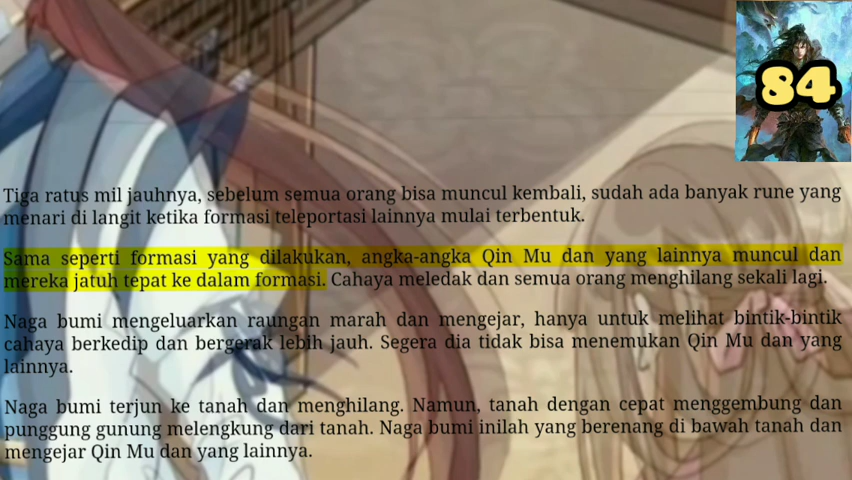 84
Tiga ratus mil jauhnya, sebelum semua orang bisa muncul kembali, sudah ada banyak rune yang
menari di langit ketika formasi teleportasi lainnya mulai terbentuk.
Sama seperti formasi yang dilakukan, angka-angka Qin Mu dan yang lainnya muncul dan
mereka jatuh tepat ke dalam formasi. Cahaya meledak dan semua orang menghilang sekali lagi.
Naga bumi mengeluarkan raungan marah dan mengejar, hanya untuk melihat bintik-bintik
cahaya berkedip dan bergerak lebih jauh. Segera dia tidak bisa menemukan Qin Mu dan yang
lainnya.
Naga bumi terjun ke tanah dan menghilang. Namun, tanah dengan cepat menggembung dan
punggung gunung melengkung dari tanah. Naga bumi inilah yang berenang di bawah tanah dan
mengejar Qin Mu dan yang lainnya.